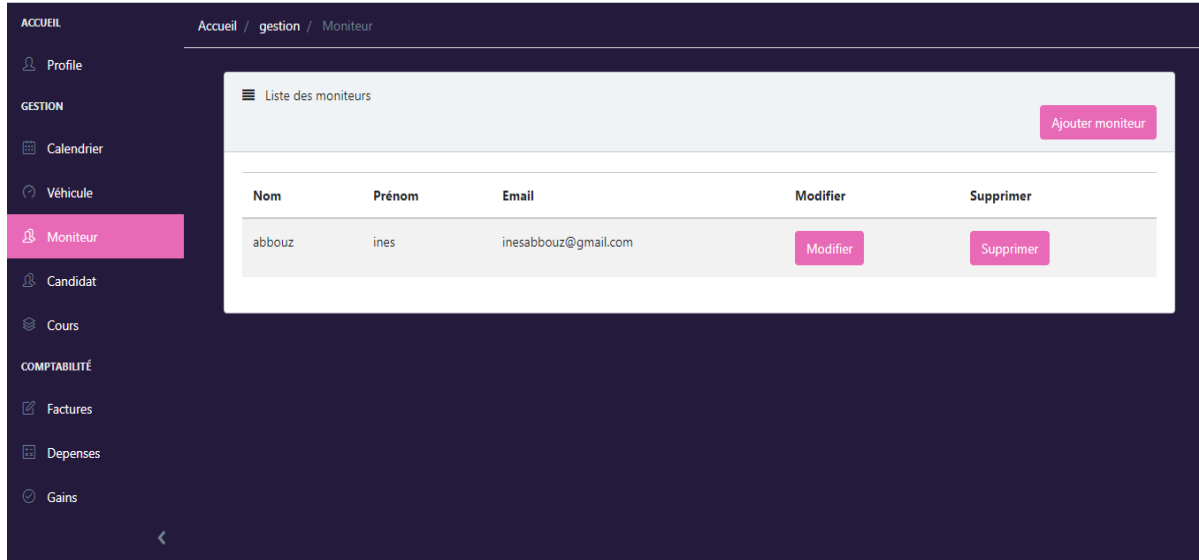 ACCUEIL
Profile
GESTION
Calendrier
Véhicule
Moniteur
Candidat
Cours
COMPTABILITÉ
Factures
Depenses
Gains
Accueil / gestion / Moniteur
Liste des moniteurs
Ajouter moniteur
Nom Prénom Email Modifier Supprimer
abbouz ines inesabbouz@gmail.com Modifier Supprimer